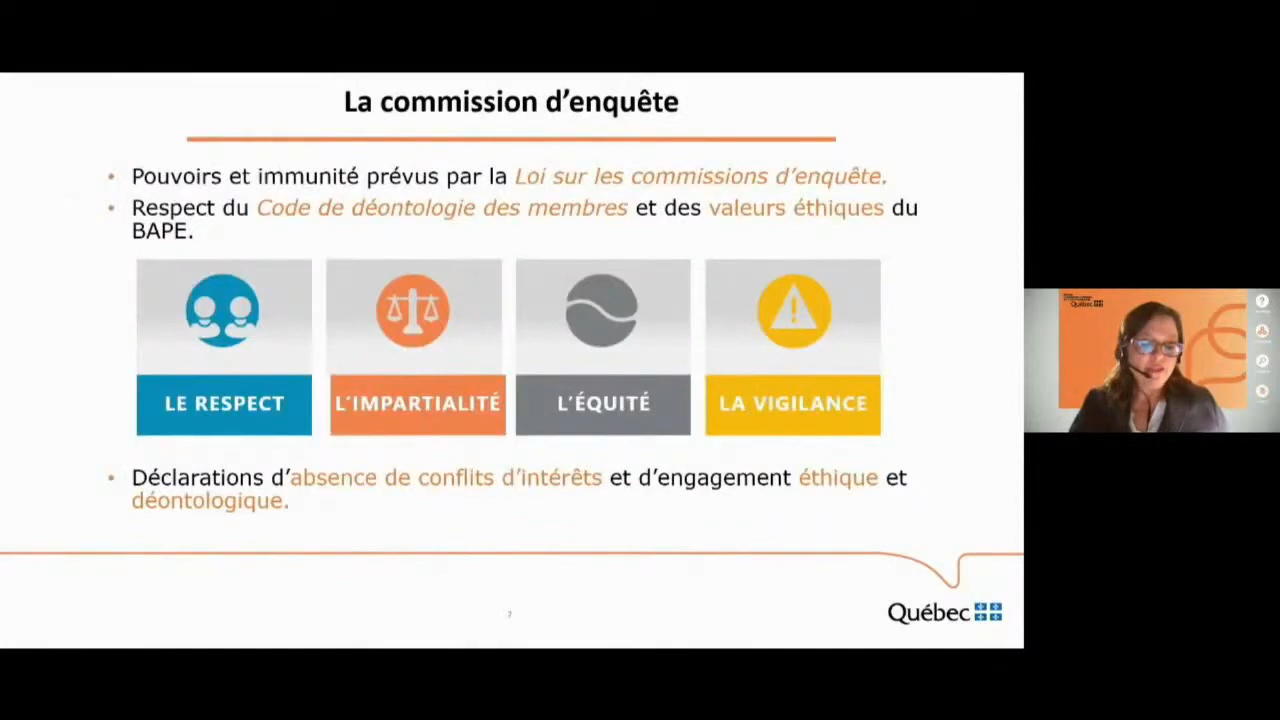 La commission d'enquête
• Pouvoirs et immunité prévus par la Loi sur les commissions d'enquête.
• Respect du Code de déontologie des membres et des valeurs éthiques du
BAPE.
LE RESPECT
L'IMPARTIALITÉ
L'ÉQUITÉ
LA VIGILANCE
• Déclarations d'absence de conflits d'intérêts et d'engagement éthique et
déontologique.
7
Québec
Québec